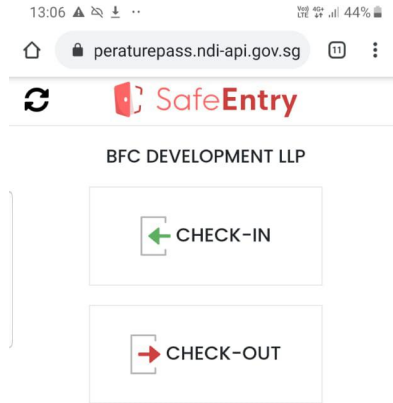 13:06
Vo) 4G+ 44%
LTE
peraturepass.ndi-api.gov.sg 11
SafeEntry
BFC DEVELOPMENT LLP
CHECK-IN
CHECK-OUT